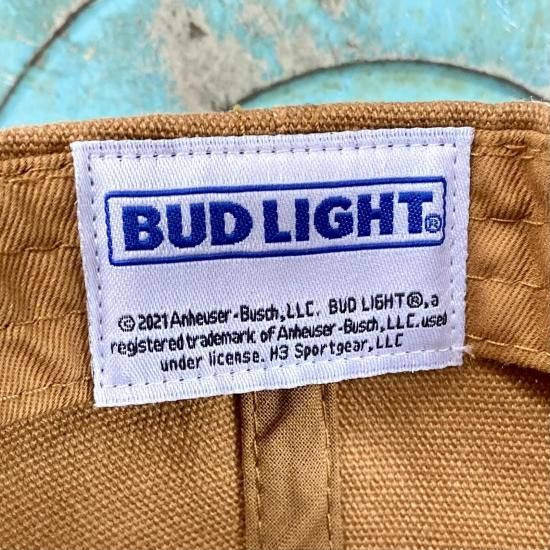 BUD LIGHT®
© 2021 Anheuser-Busch, LLC. BUD LIGHT®, a
registered trademark of Anheuser-Busch, LLC. used
under license. H3 Sportgear, LLC